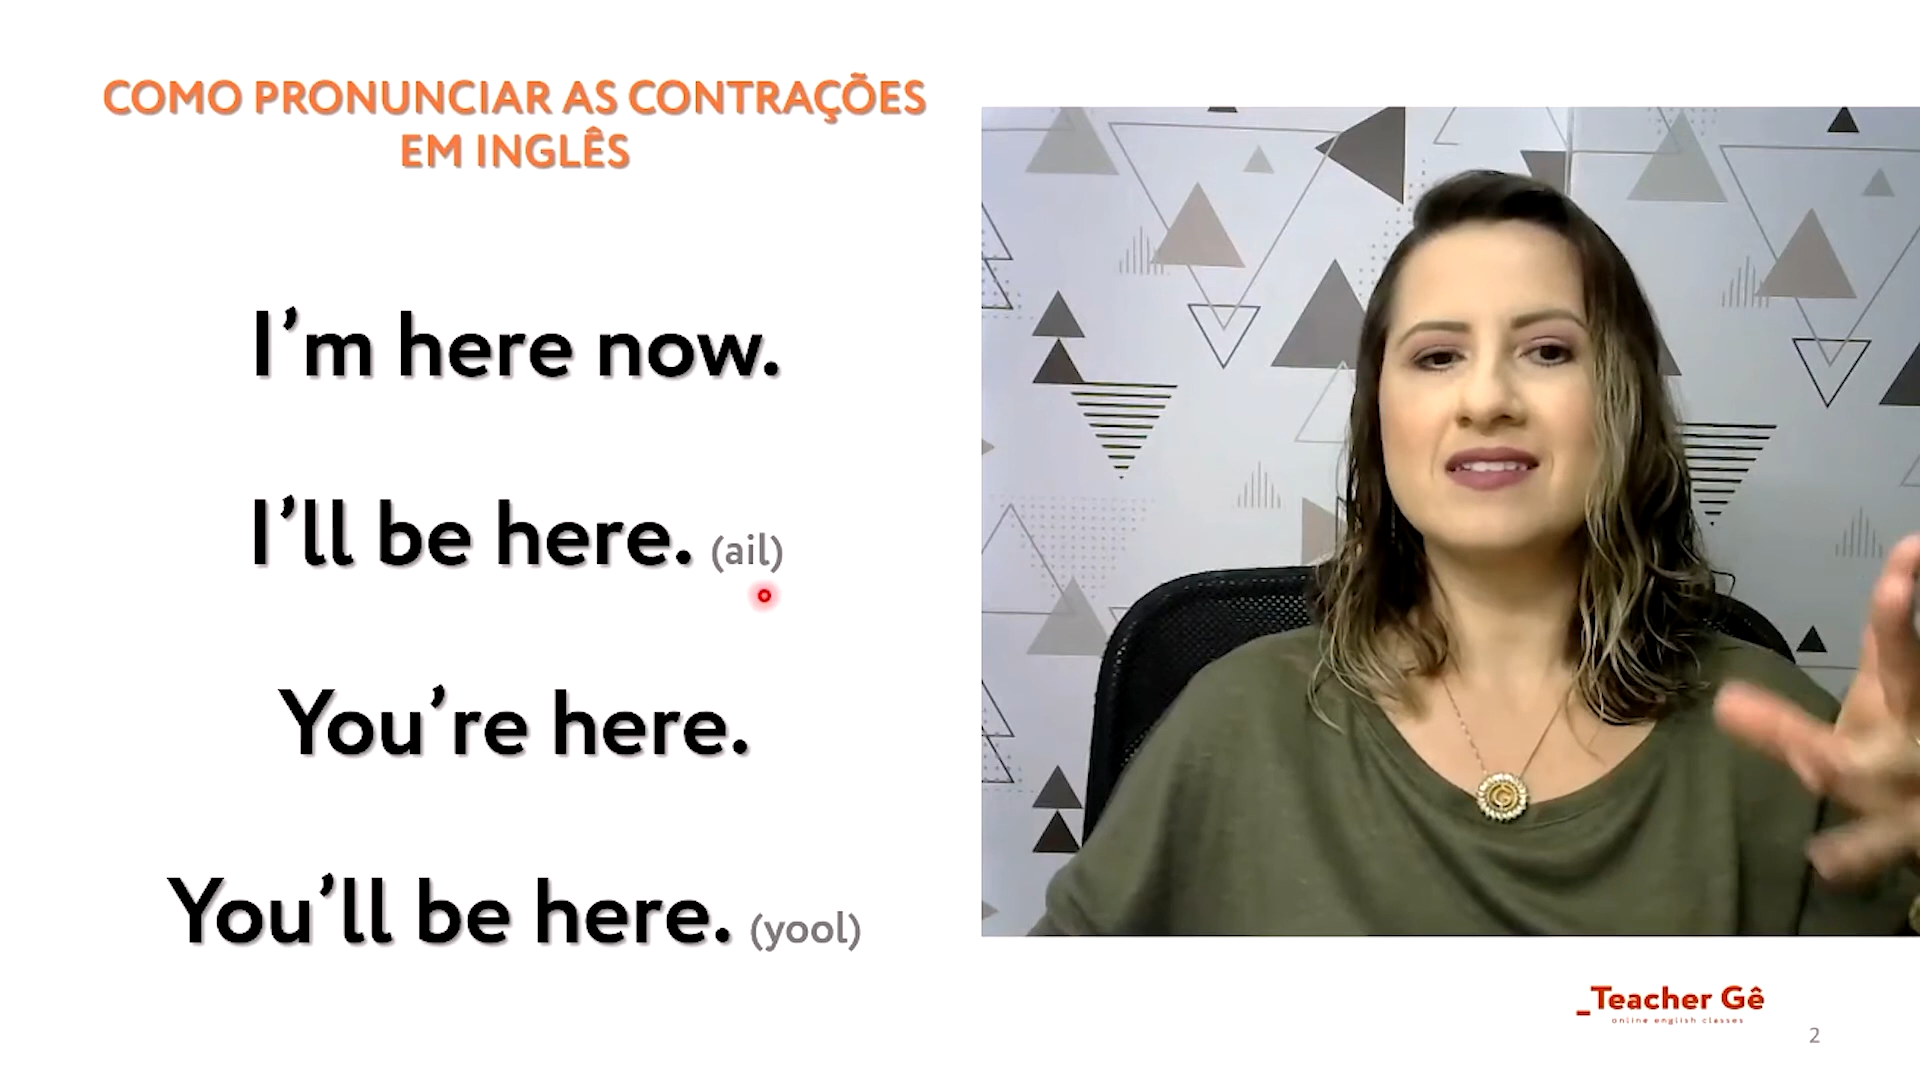 COMO PRONUNCIAR AS CONTRAÇÕES
EM INGLÊS
I’m here now.
I’ll be here. (ail)
You’re here.
You’ll be here. (yool)
_Teacher Gê
online english classes
2